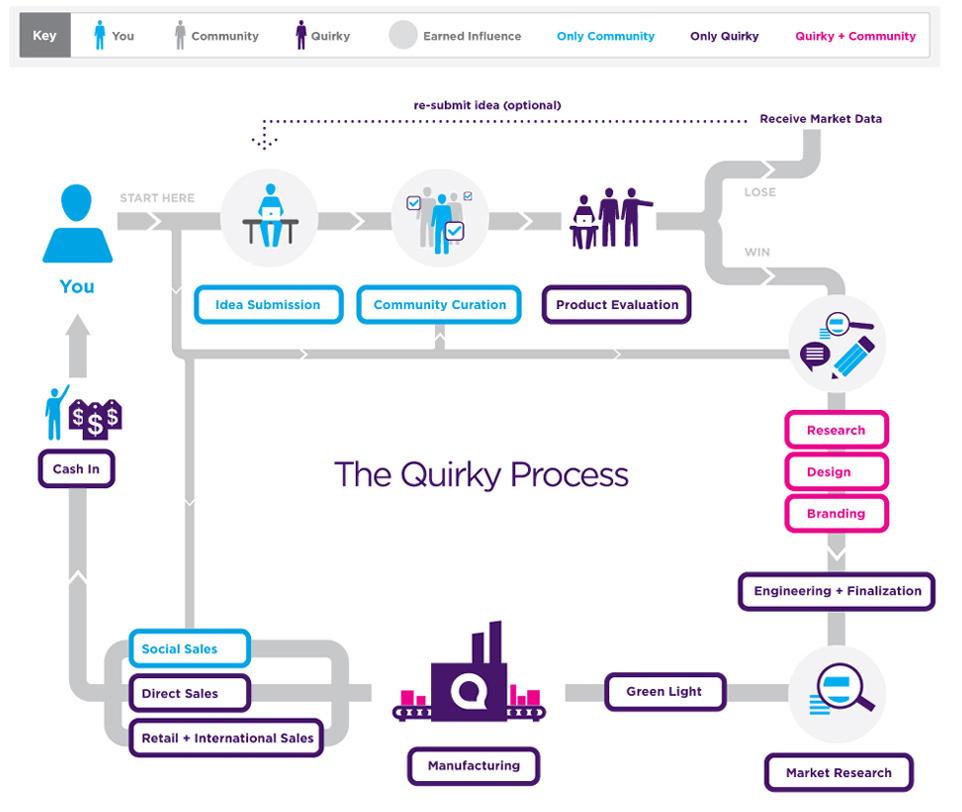 Key
You
Community
Quirky
Earned Influence
Only Community
Only Quirky
Quirky + Community
re-submit idea (optional)
Receive Market Data
START HERE
LOSE
WIN
You
Idea Submission
Community Curation
Product Evaluation
$ $ $
Cash In
The Quirky Process
Research
Design
Branding
Engineering + Finalization
Social Sales
Direct Sales
Retail + International Sales
Green Light
Manufacturing
Market Research